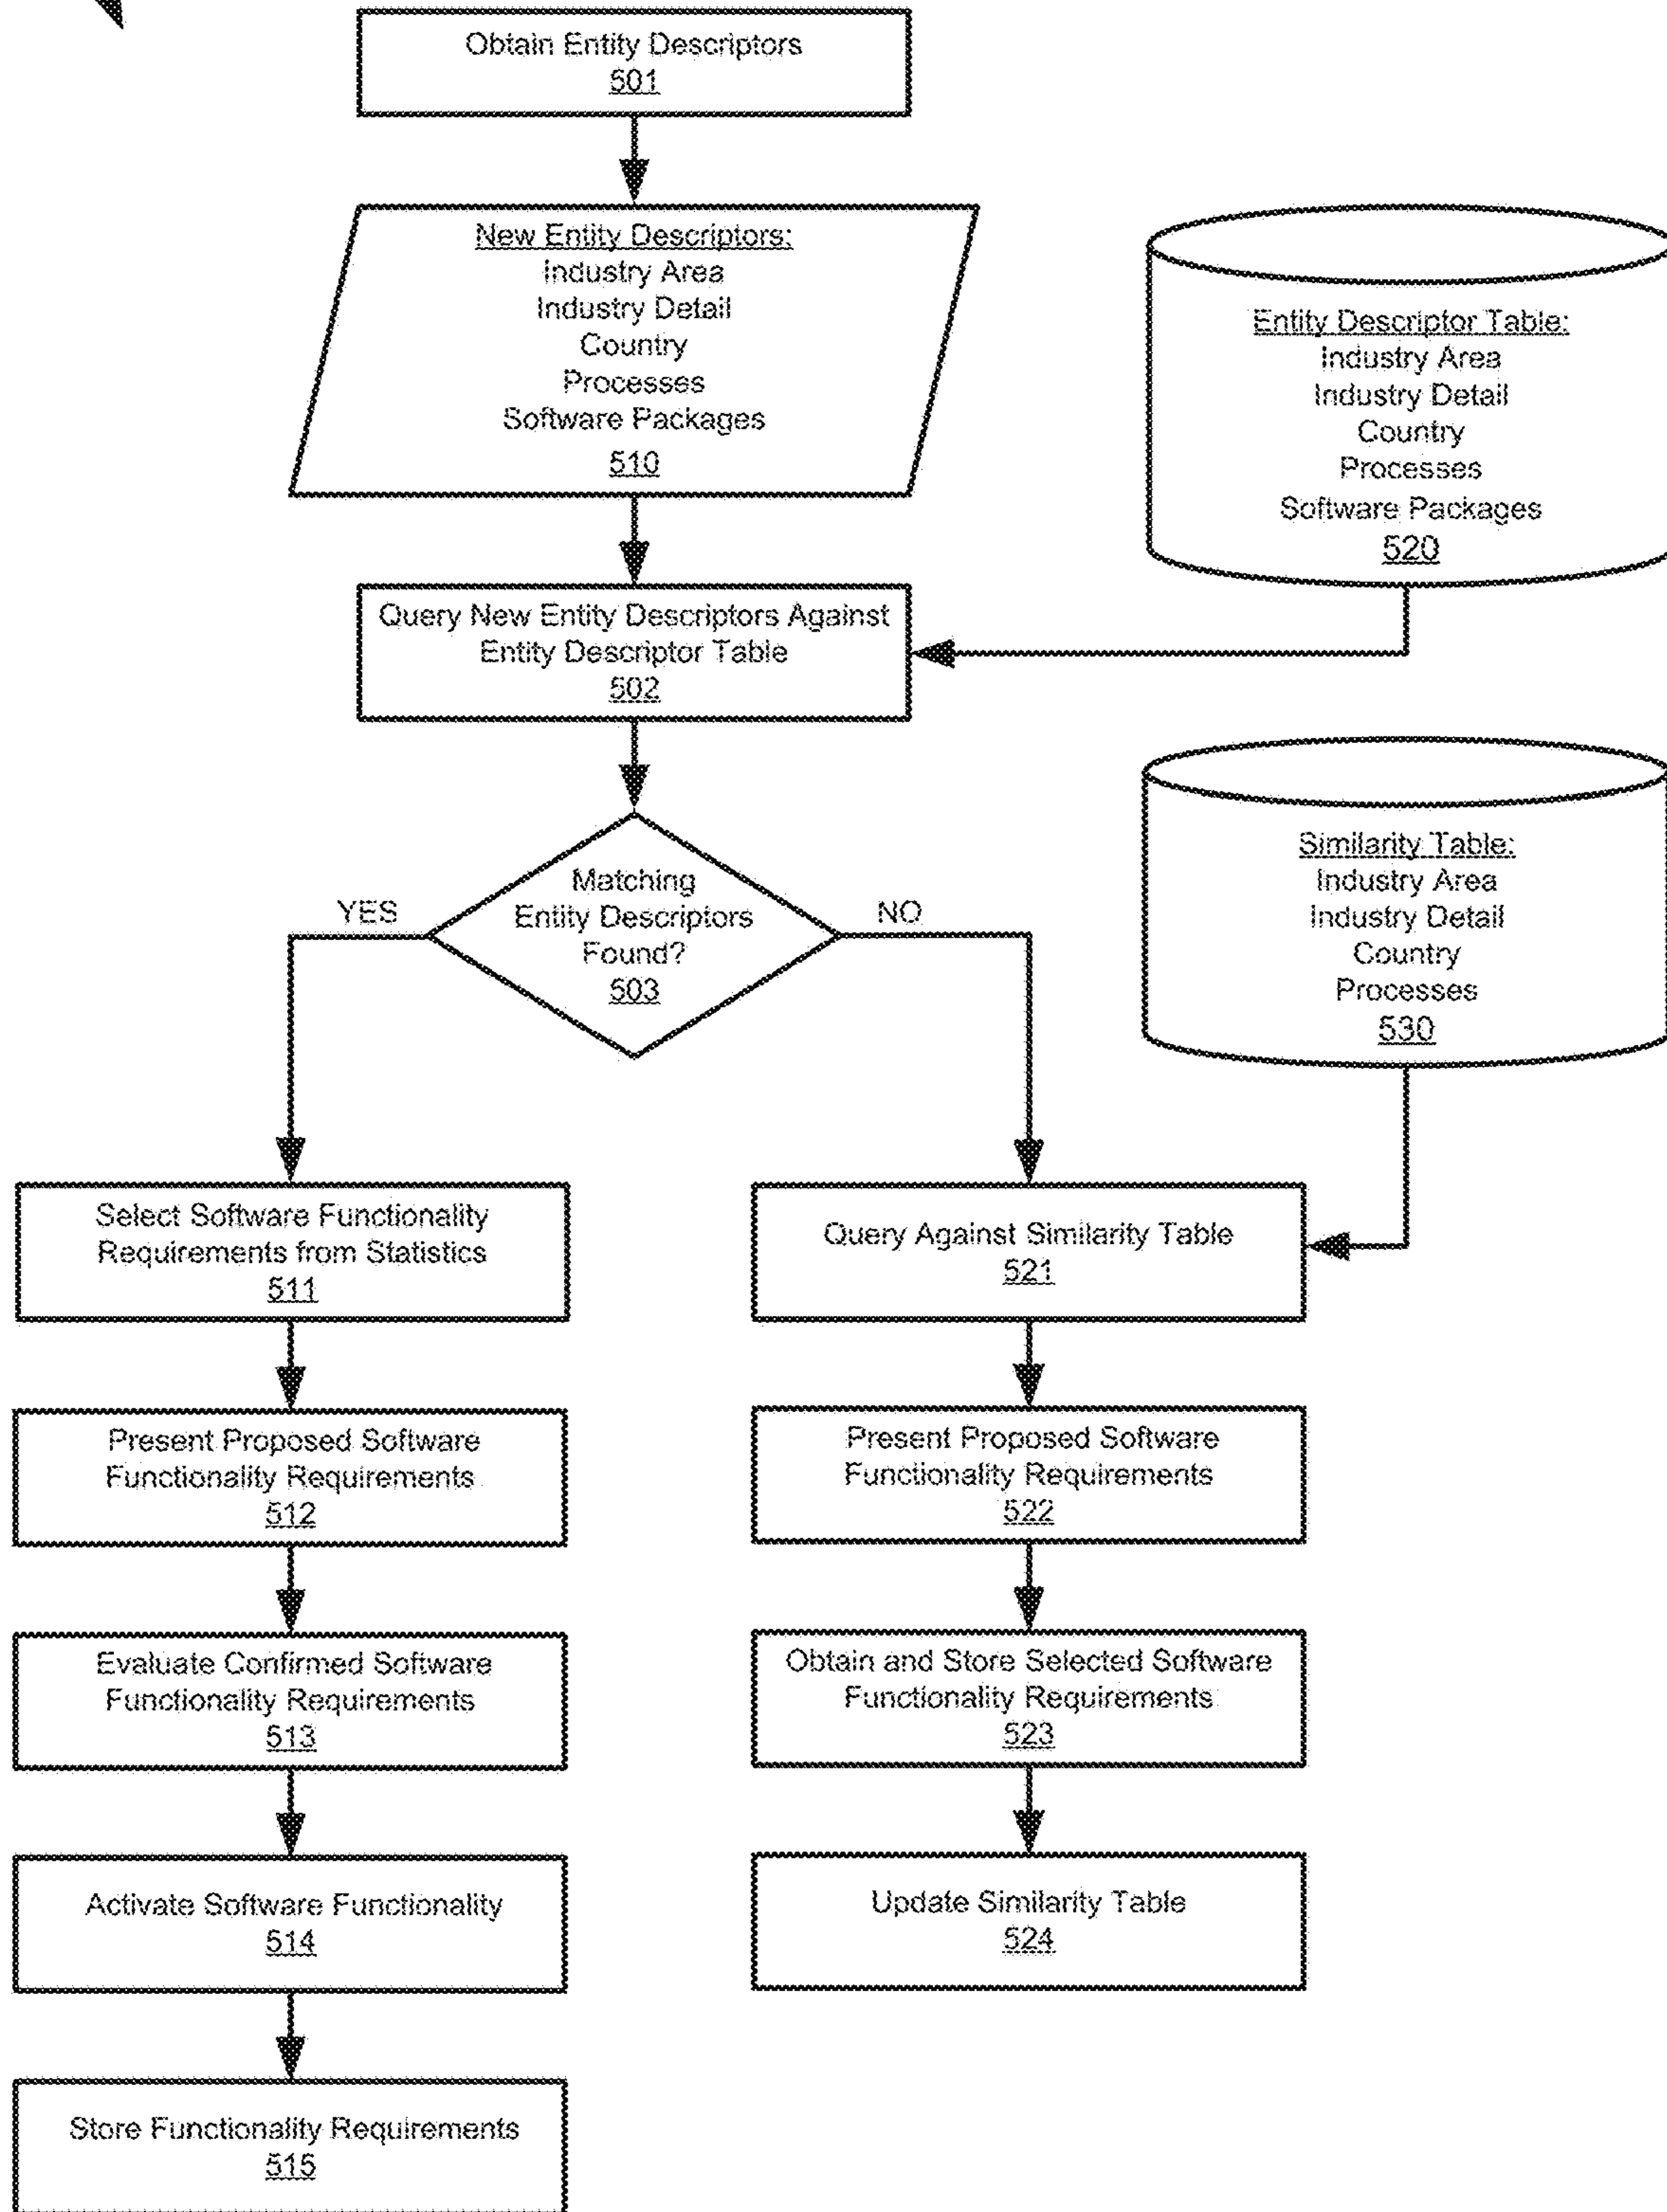 Obtain Entity Descriptors
501
New Entity Descriptors:
Industry Area
Industry Detail
Country
Processes
Software Packages
510
Entity Descriptor Table:
Industry Area
Industry Detail
Country
Processes
Software Packages
520
Query New Entity Descriptors Against
Entity Descriptor Table
502
Matching
Entity Descriptors
Found?
503
YES
NO
Similarity Table:
Industry Area
Industry Detail
Country
Processes
530
Select Software Functionality
Requirements from Statistics
511
Query Against Similarity Table
521
Present Proposed Software
Functionality Requirements
512
Present Proposed Software
Functionality Requirements
522
Evaluate Confirmed Software
Functionality Requirements
513
Obtain and Store Selected Software
Functionality Requirements
523
Activate Software Functionality
514
Update Similarity Table
524
Store Functionality Requirements
515